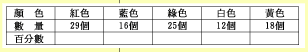 顏 色 紅色 藍色 綠色 白色 黃色
數 量 29個 16個 25個 12個 18個
百分數